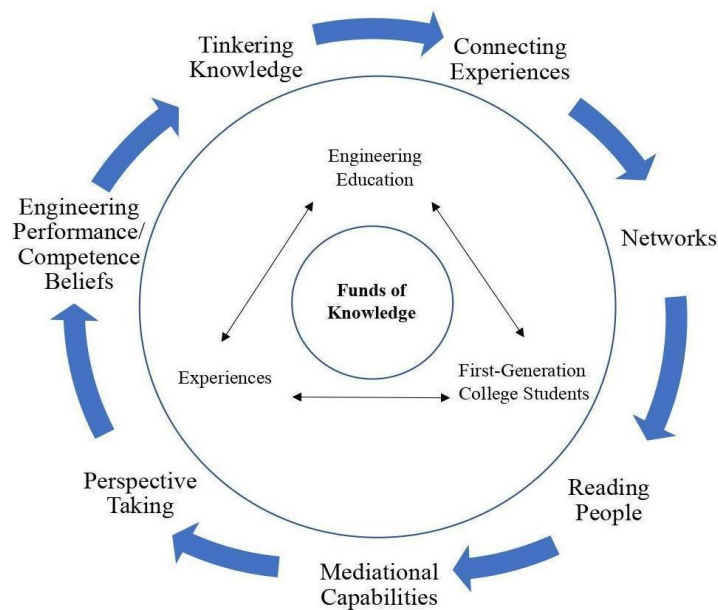 Tinkering
Knowledge
Connecting
Experiences
Engineering
Education
Engineering
Performance/
Competence
Beliefs
Networks
Funds of
Knowledge
Experiences
First-Generation
College Students
Perspective
Taking
Reading
People
Mediational
Capabilities